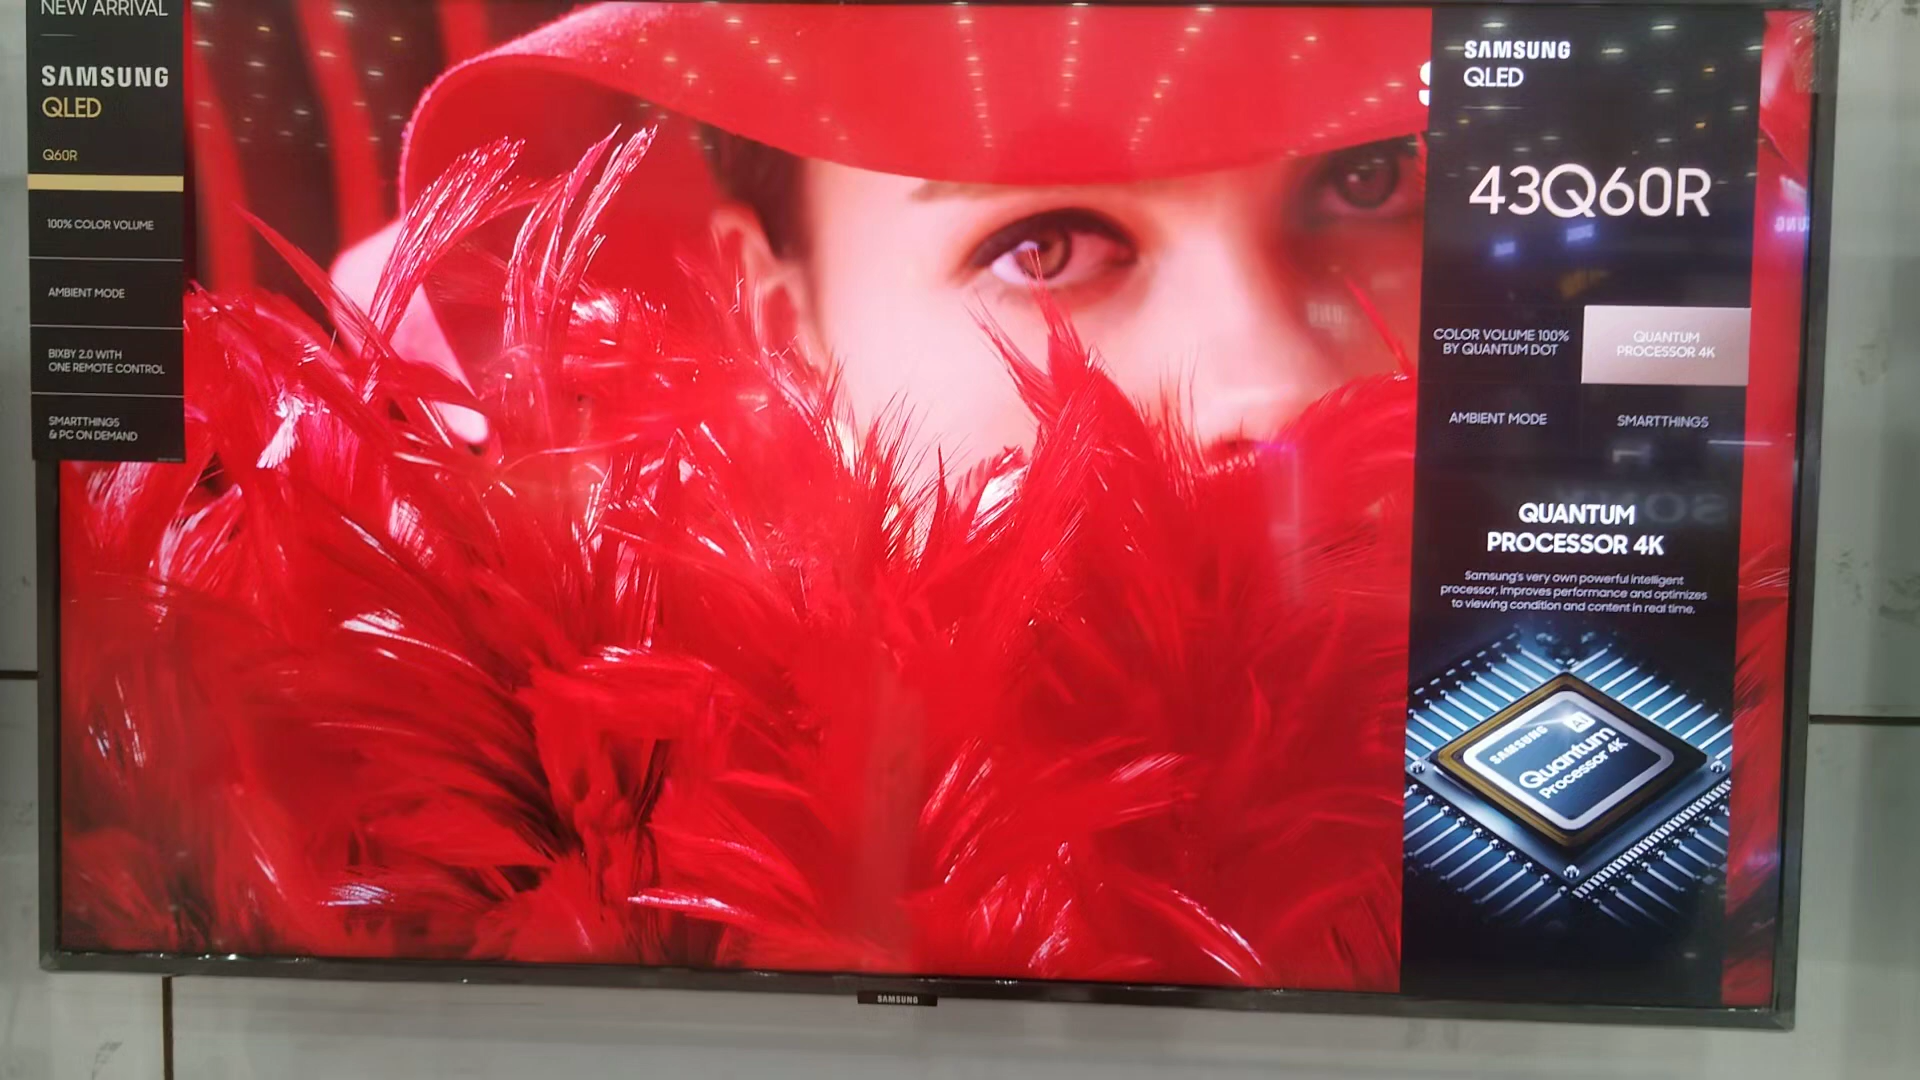 NEW ARRIVAL
SAMSUNG
QLED
Q60R
100% COLOR VOLUME
AMBIENT MODE
BIXBY 2.0 WITH
ONE REMOTE CONTROL
SMARTTHINGS
& PC ON DEMAND
SAMSUNG
QLED
43Q60R
COLOR VOLUME 100%
BY QUANTUM DOT
QUANTUM
PROCESSOR 4K
AMBIENT MODE
SMARTTHINGS
QUANTUM
PROCESSOR 4K
Samsung's very own powerful intelligent
processor, improves performance and optimizes
to viewing condition and content in real time.
SAMSUNG
AI
Quantum
Processor 4K
SAMSUNG